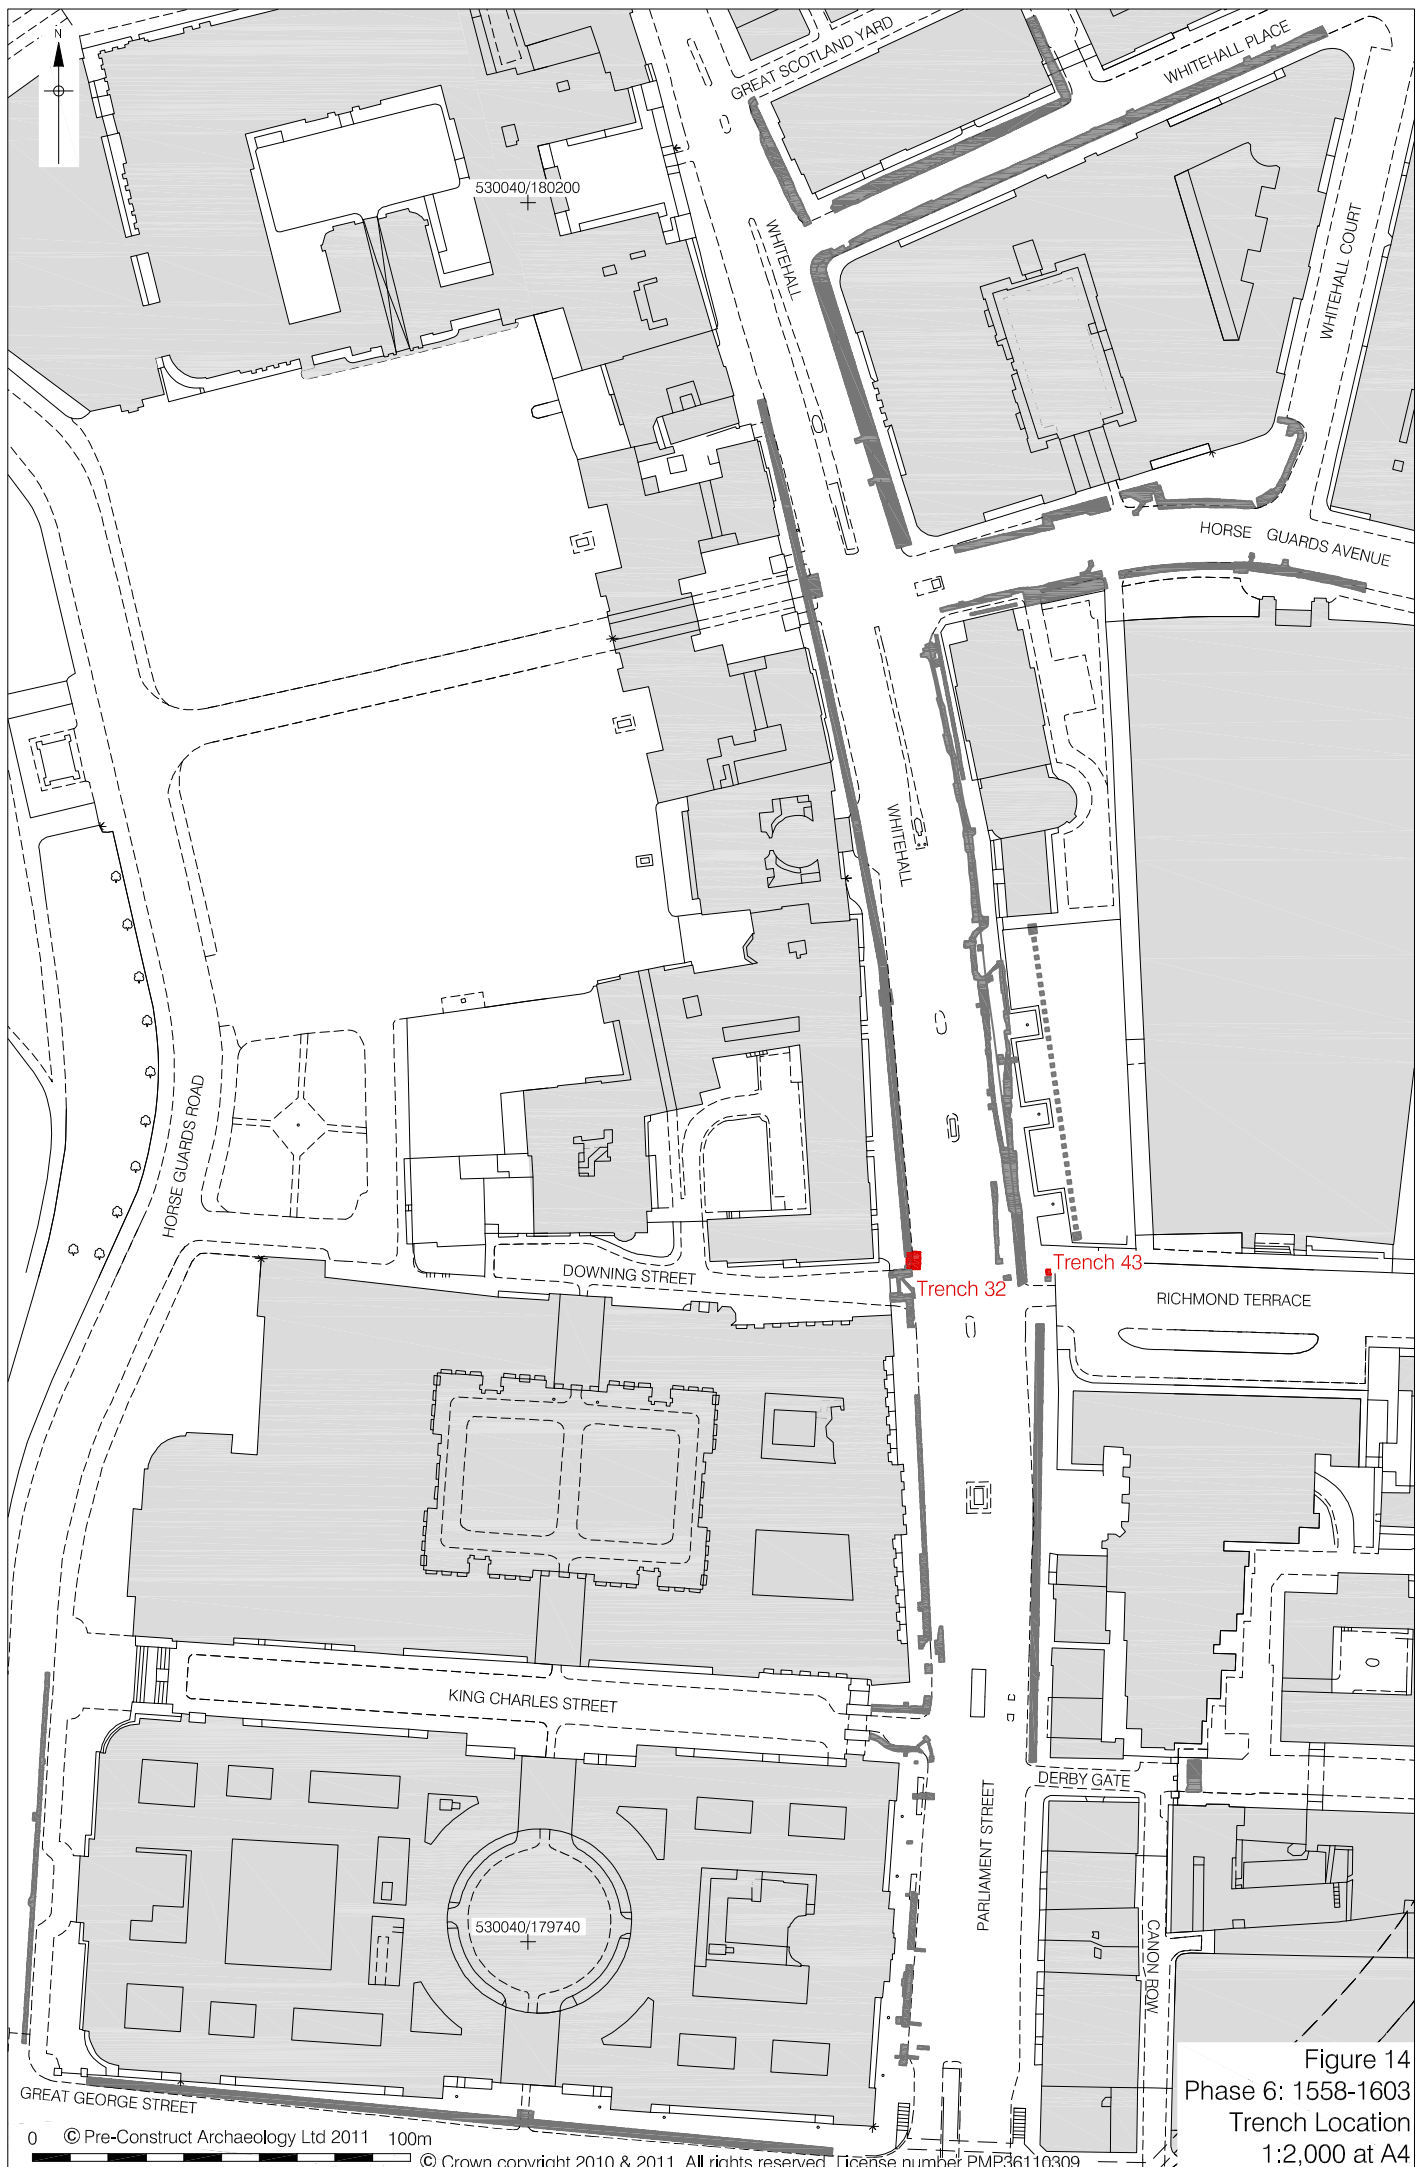 N
GREAT SCOTLAND YARD
WHITEHALL PLACE
530040/180200
WHITEHALL
WHITEHALL COURT
HORSE GUARDS AVENUE
WHITEHALL
HORSE GUARDS ROAD
DOWNING STREET
Trench 32
Trench 43
RICHMOND TERRACE
KING CHARLES STREET
DERBY GATE
PARLIAMENT STREET
CANON ROW
530040/179740
GREAT GEORGE STREET
Figure 14
Phase 6: 1558-1603
Trench Location
1:2,000 at A4
0 © Pre-Construct Archaeology Ltd 2011 100m
© Crown copyright 2010 & 2011. All rights reserved. License number PMP36110309